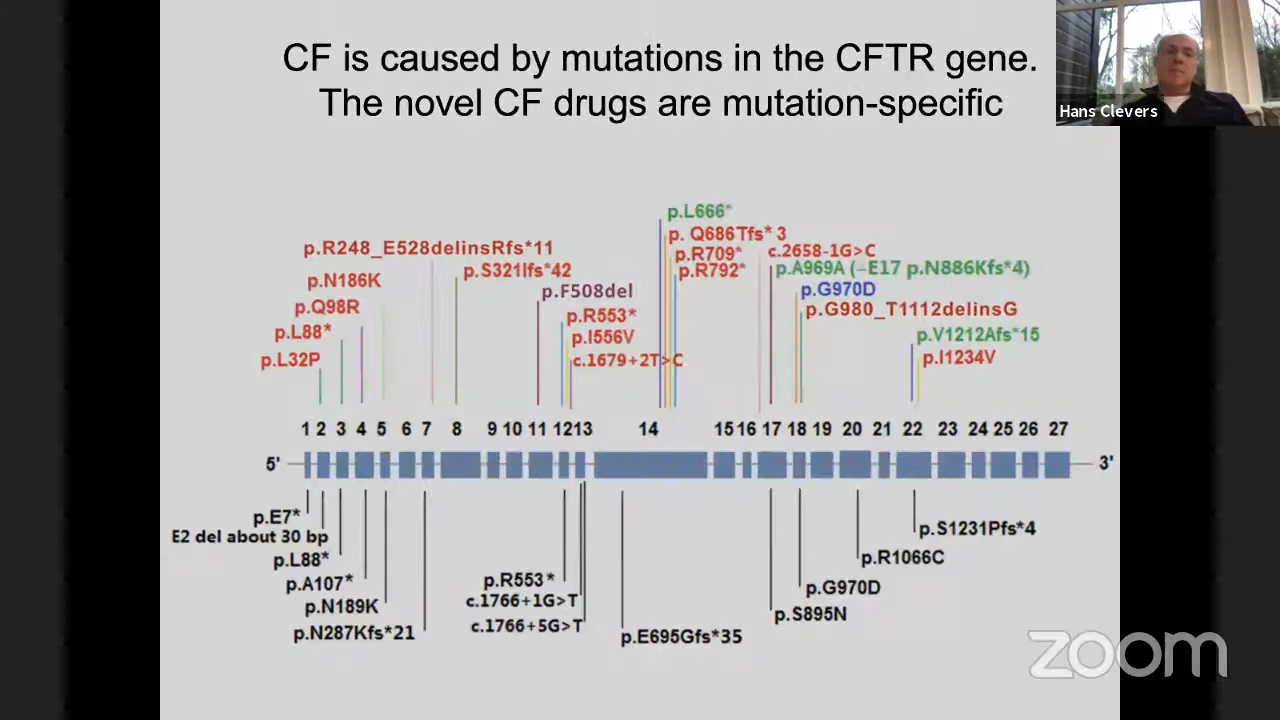 CF is caused by mutations in the CFTR gene.
The novel CF drugs are mutation-specific
Hans Clevers
p.L666*
p. Q686Tfs* 3
p.R709*
p.R792*
c.2658-1G>C
p.A969A (–E17 p.N886Kfs*4)
p.G970D
p.G980_T1112delinsG
p.V1212Afs*15
p.I1234V
p.R248_E528delinsRfs*11
p.S321Ifs*42
p.N186K
p.F508del
p.Q98R
p.R553*
p.L88*
p.I556V
p.L32P
c.1679+2T>C
1 2 3 4 5 6 7 8 9 10 11 12 13 14 15 16 17 18 19 20 21 22 23 24 25 26 27
5' 3'
p.E7*
E2 del about 30 bp
p.L88*
p.A107*
p.N189K
p.N287Kfs*21
p.R553*
c.1766+1G>T
c.1766+5G>T
p.E695Gfs*35
p.S1231Pfs*4
p.R1066C
p.G970D
p.S895N
zoom